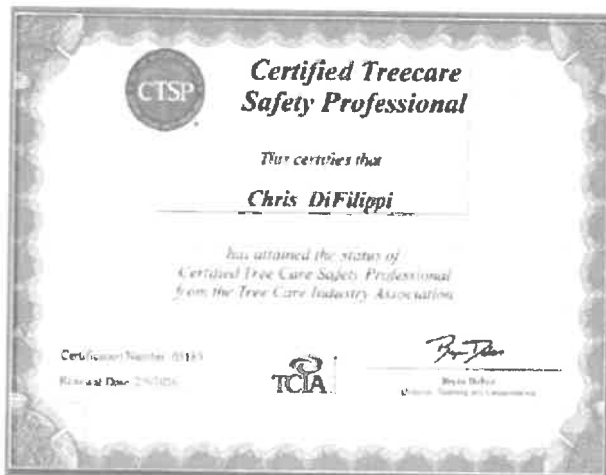 CTSP
Certified Treecare
Safety Professional
This certifies that
Chris DiFilippi
has attained the status of
Certified Tree Care Safety Professional
from the Tree Care Industry Association
Certification Number
Renewal Date
TCIA